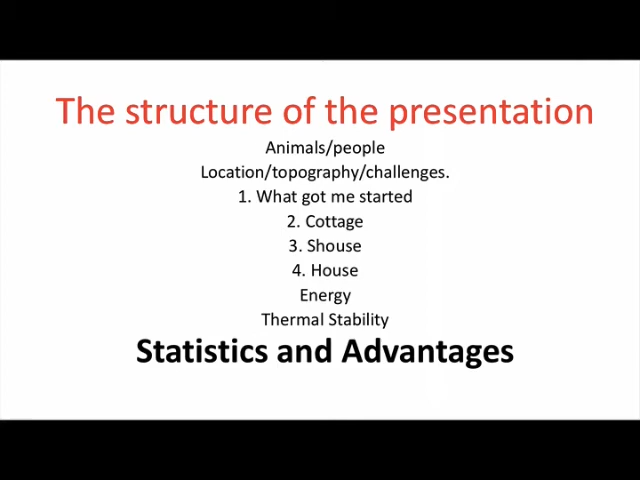 The structure of the presentation
Animals/people
Location/topography/challenges.
1. What got me started
2. Cottage
3. Shouse
4. House
Energy
Thermal Stability
Statistics and Advantages